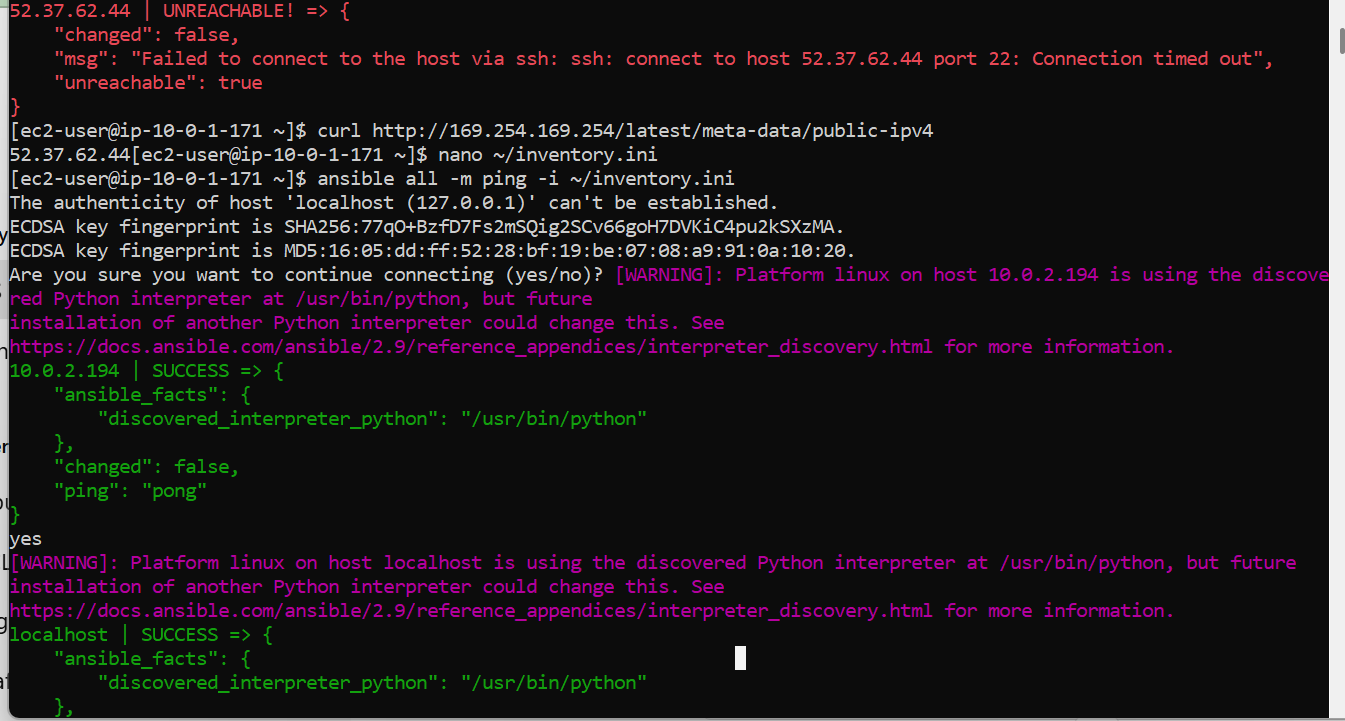 52.37.62.44 | UNREACHABLE! => {
    "changed": false,
    "msg": "Failed to connect to the host via ssh: ssh: connect to host 52.37.62.44 port 22: Connection timed out",
    "unreachable": true
}
[ec2-user@ip-10-0-1-171 ~]$ curl http://169.254.169.254/latest/meta-data/public-ipv4
52.37.62.44[ec2-user@ip-10-0-1-171 ~]$ nano ~/inventory.ini
[ec2-user@ip-10-0-1-171 ~]$ ansible all -m ping -i ~/inventory.ini
The authenticity of host 'localhost (127.0.0.1)' can't be established.
ECDSA key fingerprint is SHA256:77qO+BzfD7Fs2mSQig2SCv66goH7DVKiC4pu2kSXzMA.
ECDSA key fingerprint is MD5:16:05:dd:ff:52:28:bf:19:be:07:08:a9:91:0a:10:20.
Are you sure you want to continue connecting (yes/no)? [WARNING]: Platform linux on host 10.0.2.194 is using the discove
red Python interpreter at /usr/bin/python, but future
installation of another Python interpreter could change this. See
https://docs.ansible.com/ansible/2.9/reference_appendices/interpreter_discovery.html for more information.
10.0.2.194 | SUCCESS => {
    "ansible_facts": {
        "discovered_interpreter_python": "/usr/bin/python"
    },
    "changed": false,
    "ping": "pong"
}
yes
[WARNING]: Platform linux on host localhost is using the discovered Python interpreter at /usr/bin/python, but future
installation of another Python interpreter could change this. See
https://docs.ansible.com/ansible/2.9/reference_appendices/interpreter_discovery.html for more information.
localhost | SUCCESS => {
    "ansible_facts": {
        "discovered_interpreter_python": "/usr/bin/python"
    },